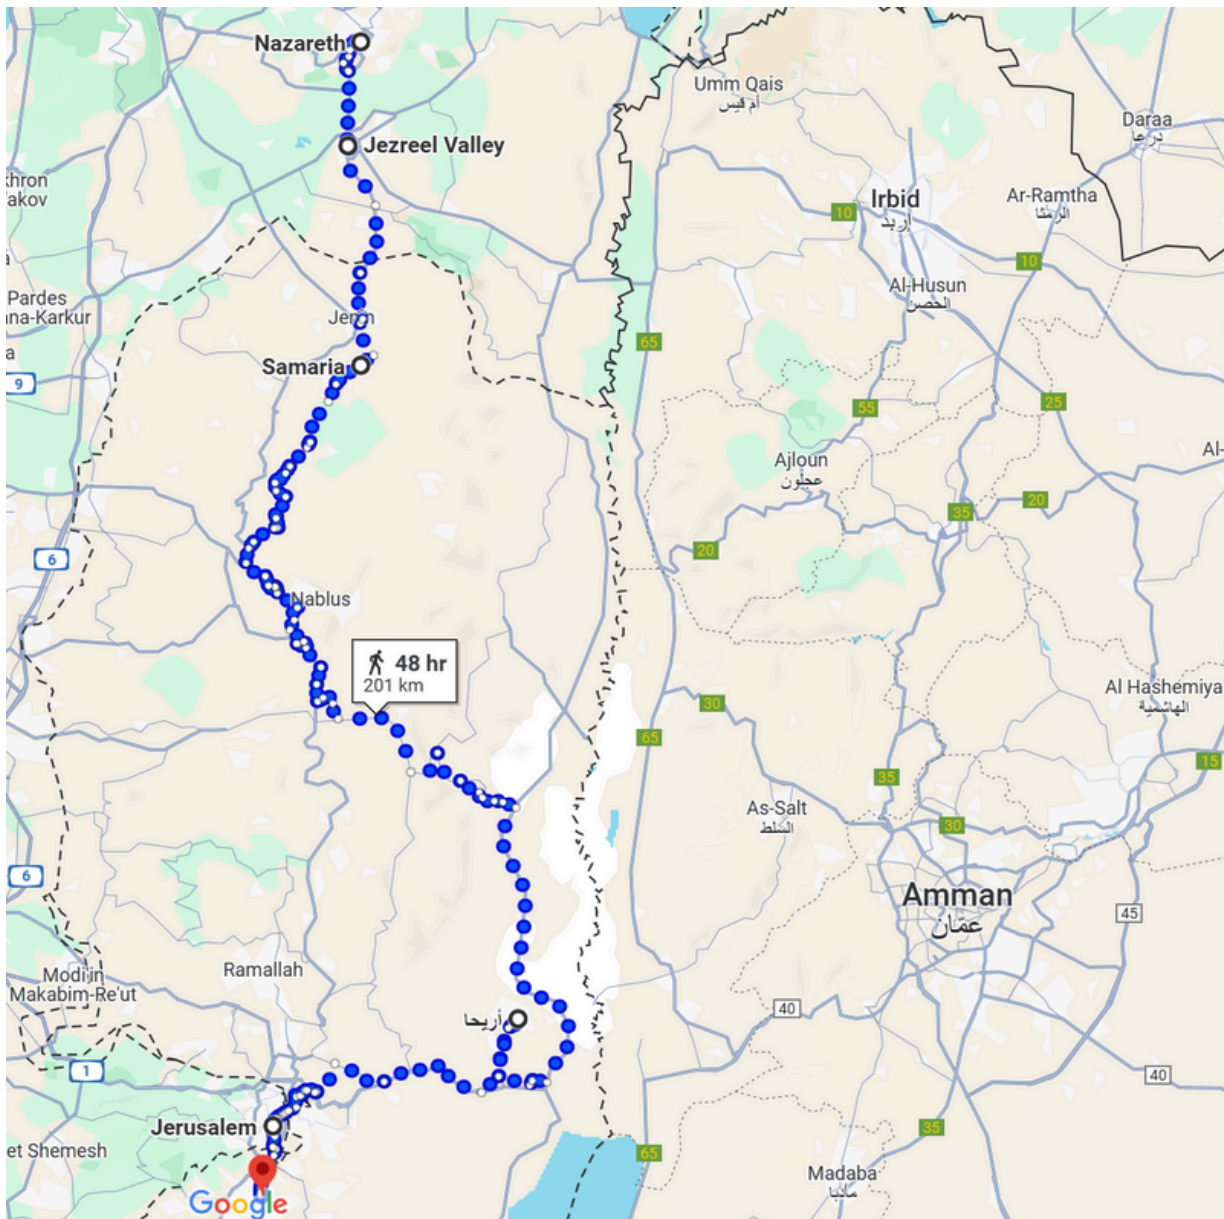 Nazareth
Umm Qais
أم قيس
Daraa
درعا
Jezreel Valley
khron
'akov
Irbid
إربد
Ar-Ramtha
الرمثا
10
10
a
Pardes
ana-Karkur
Al-Husun
الحصن
Jenin
65
a
Samaria
9
55
25
Al-
Ajloun
عجلون
20
35
6
20
Nablus
48 hr
201 km
30
Al Hashemiya
الهاشمية
65
15
35
As-Salt
السلط
30
6
Amman
عمّان
45
Modi'in
Makabim-Re'ut
Ramallah
أريحا
40
1
40
Jerusalem
et Shemesh
35
65
Madaba
مادبا
Google